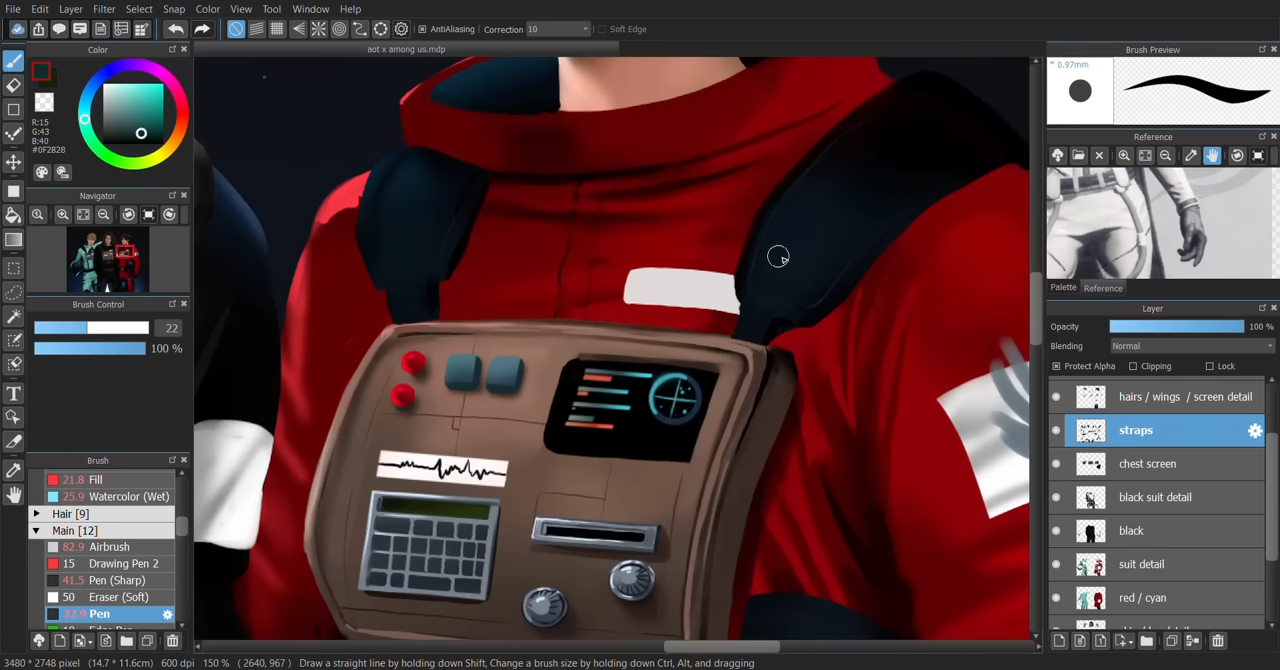 File Edit Layer Filter Select Snap Color View Tool Window Help
AntiAliasing Correction 10 Soft Edge
Color
aot x among us.mdp
Brush Preview
* 0.97mm
R:15
G:43
B:40
#0F2B28
Reference
Navigator
Palette Reference
Brush Control
Layer
22
Opacity 100 %
100 %
Blending Normal
Protect Alpha Clipping Lock
hairs / wings / screen detail
straps
chest screen
black suit detail
black
suit detail
red / cyan
Brush
21.8 Fill
25.9 Watercolor (Wet)
Hair [9]
Main [12]
82.9 Airbrush
15 Drawing Pen 2
41.5 Pen (Sharp)
50 Eraser (Soft)
22.0 Pen
3480 * 2748 pixel (14.7 * 11.6cm) 600 dpi 150 % ( 2640, 967 ) Draw a straight line by holding down Shift, Change a brush size by holding down Ctrl, Alt, and dragging